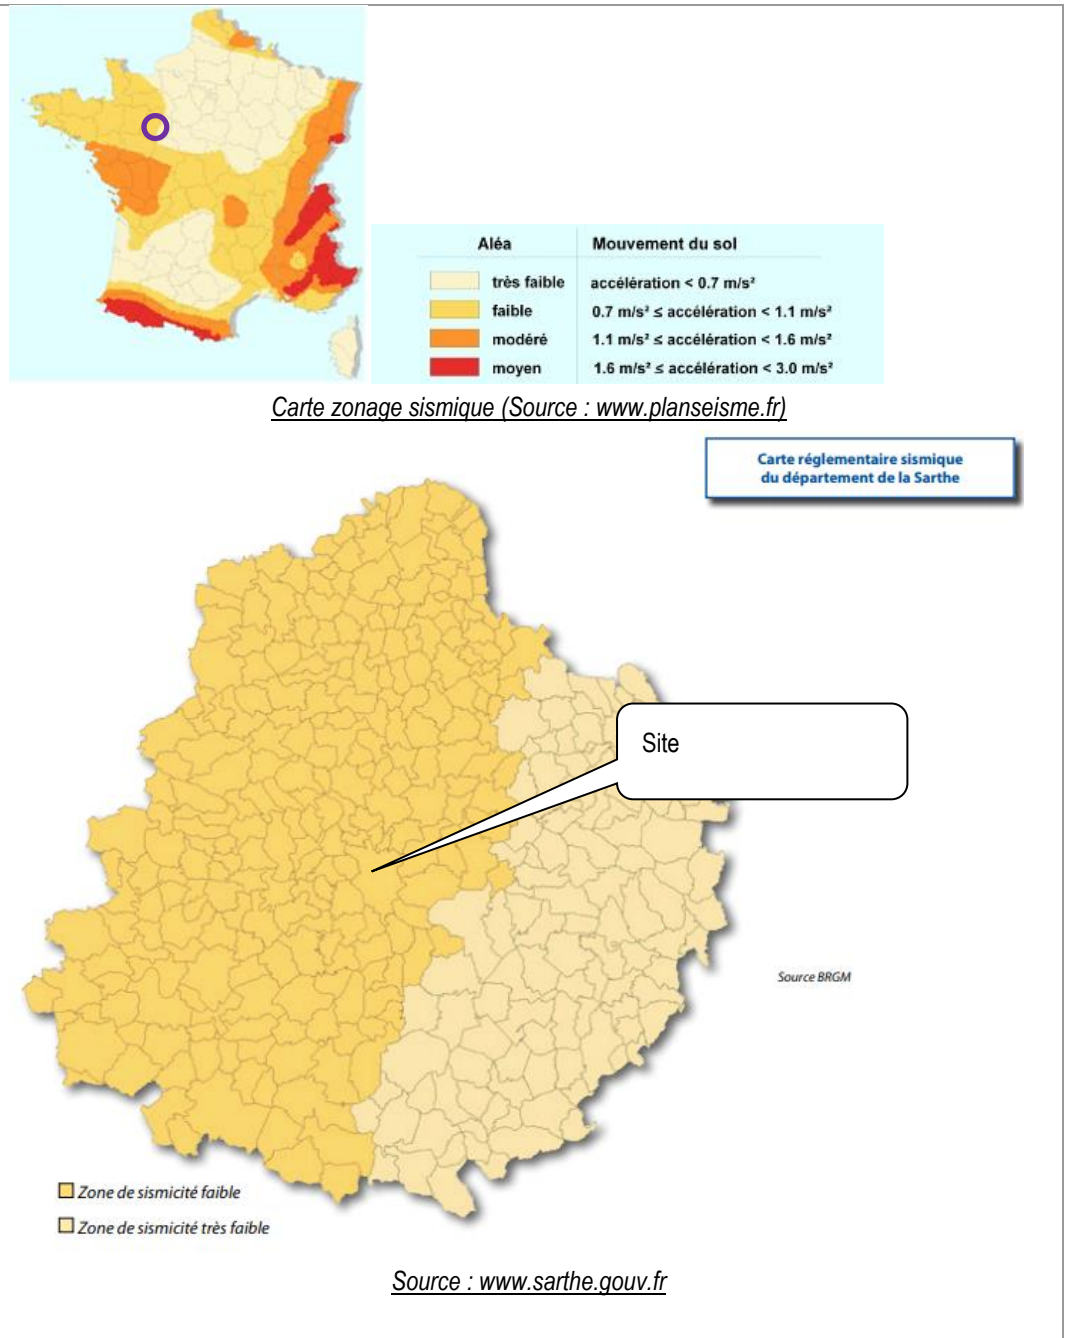 Aléa Mouvement du sol
très faible accélération < 0.7 m/s²
faible 0.7 m/s² ≤ accélération < 1.1 m/s²
modéré 1.1 m/s² ≤ accélération < 1.6 m/s²
moyen 1.6 m/s² ≤ accélération < 3.0 m/s²
Carte zonage sismique (Source : www.planseisme.fr)
Carte réglementaire sismique
du département de la Sarthe
Site
Source BRGM
Zone de sismicité faible
Zone de sismicité très faible
Source : www.sarthe.gouv.fr